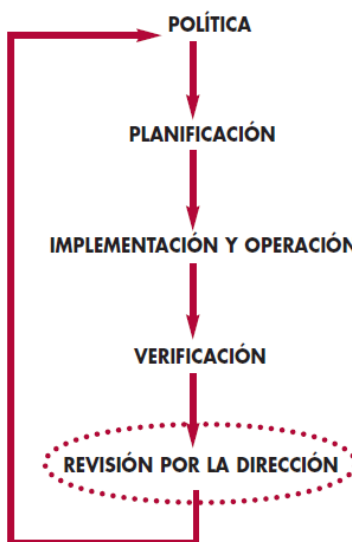 POLÍTICA
PLANIFICACIÓN
IMPLEMENTACIÓN Y OPERACIÓN
VERIFICACIÓN
REVISIÓN POR LA DIRECCIÓN